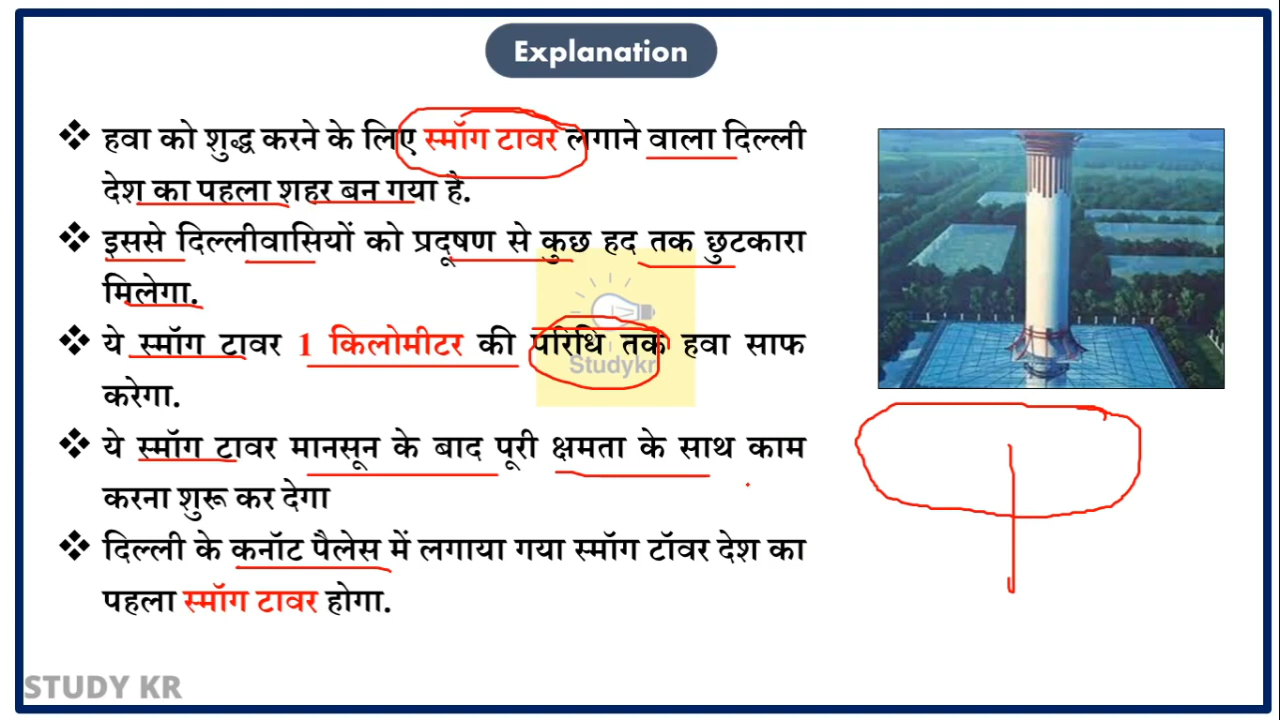 Explanation
❖ हवा को शुद्ध करने के लिए स्मॉग टावर लगाने वाला दिल्ली
देश का पहला शहर बन गया है.
❖ इससे दिल्लीवासियों को प्रदूषण से कुछ हद तक छुटकारा
मिलेगा.
❖ ये स्मॉग टावर 1 किलोमीटर की परिधि तक हवा साफ
करेगा.
Studykr
❖ ये स्मॉग टावर मानसून के बाद पूरी क्षमता के साथ काम
करना शुरू कर देगा
❖ दिल्ली के कनॉट पैलेस में लगाया गया स्मॉग टॉवर देश का
पहला स्मॉग टावर होगा.
STUDY KR